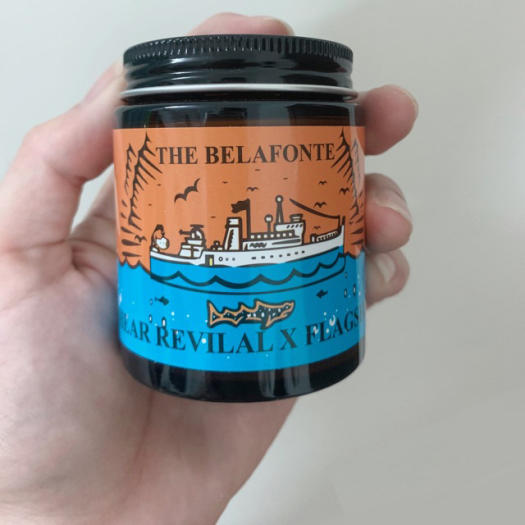 THE BELAFONTE
REVILAL X FLAGS